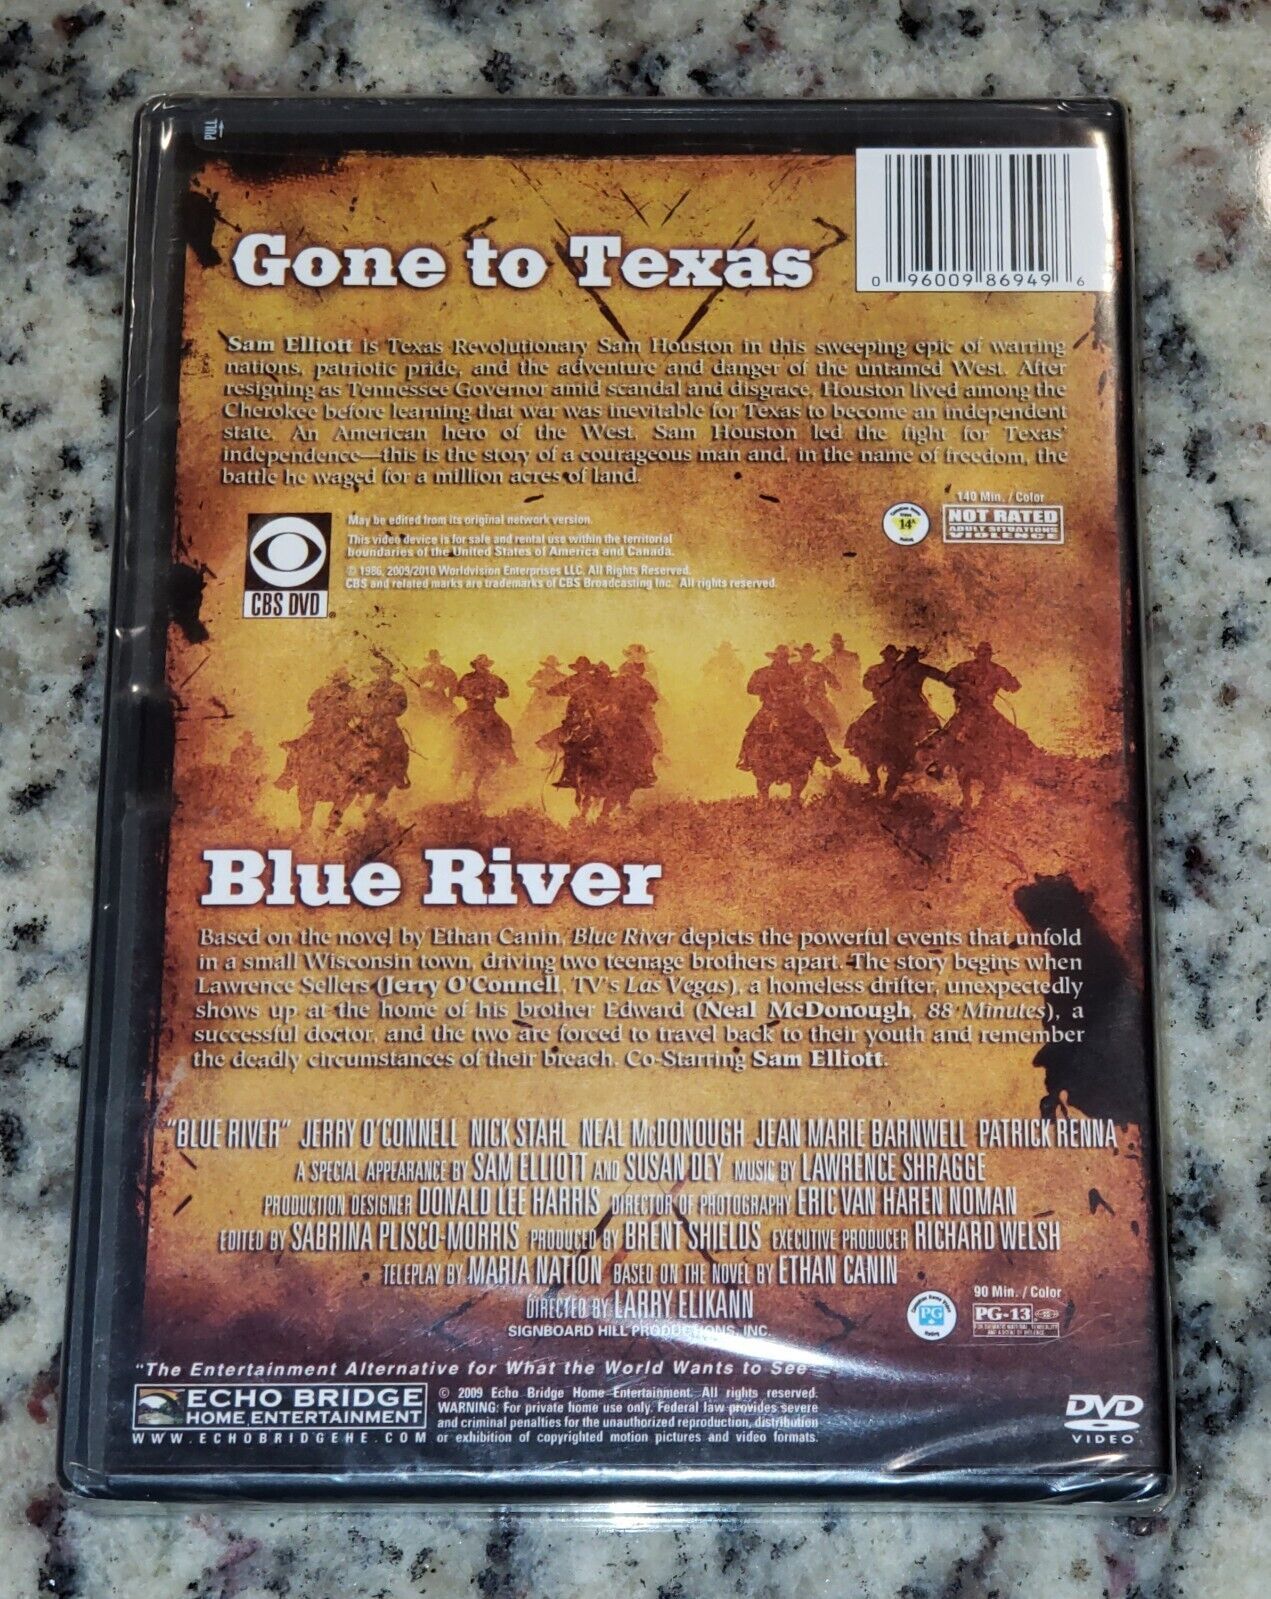 PULL
Gone to Texas
0 96009 86949 6
Sam Elliott is Texas Revolutionary Sam Houston in this sweeping epic of warring
nations, patriotic pride, and the adventure and danger of the untamed West. After
resigning as Tennessee Governor amid scandal and disgrace, Houston lived among the
Cherokee before learning that war was inevitable for Texas to become an independent
state. An American hero of the West, Sam Houston led the fight for Texas'
independence—this is the story of a courageous man and, in the name of freedom, the
battle he waged for a million acres of land.
140 Min. / Color
14A
NOT RATED
ADULT SITUATIONS
VIOLENCE
CBS DVD
May be edited from its original network version.
This video device is for sale and rental use within the territorial
boundaries of the United States of America and Canada.
© 1986, 2009/2010 Worldvision Enterprises LLC. All Rights Reserved.
CBS and related marks are trademarks of CBS Broadcasting Inc. All rights reserved.
Blue River
Based on the novel by Ethan Canin, Blue River depicts the powerful events that unfold
in a small Wisconsin town, driving two teenage brothers apart. The story begins when
Lawrence Sellers (Jerry O'Connell, TV's Las Vegas), a homeless drifter, unexpectedly
shows up at the home of his brother Edward (Neal McDonough, 88 Minutes), a
successful doctor, and the two are forced to travel back to their youth and remember
the deadly circumstances of their breach. Co-Starring Sam Elliott.
"BLUE RIVER" JERRY O'CONNELL NICK STAHL NEAL McDONOUGH JEAN MARIE BARNWELL PATRICK RENNA
A SPECIAL APPEARANCE BY SAM ELLIOTT AND SUSAN DEY MUSIC BY LAWRENCE SHRAGGE
PRODUCTION DESIGNER DONALD LEE HARRIS DIRECTOR OF PHOTOGRAPHY ERIC VAN HAREN NOMAN
EDITED BY SABRINA PLISCO-MORRIS PRODUCED BY BRENT SHIELDS EXECUTIVE PRODUCER RICHARD WELSH
TELEPLAY BY MARIA NATION BASED ON THE NOVEL BY ETHAN CANIN
DIRECTED BY LARRY ELIKANN
SIGNBOARD HILL PRODUCTIONS, INC.
90 Min. / Color
PG
PG-13
"The Entertainment Alternative for What the World Wants to See"
ECHO BRIDGE
HOME ENTERTAINMENT
WWW.ECHOBRIDGEHE.COM
© 2009 Echo Bridge Home Entertainment. All rights reserved.
WARNING: For private home use only. Federal law provides severe
and criminal penalties for the unauthorized reproduction, distribution
or exhibition of copyrighted motion pictures and video formats.
DVD
VIDEO